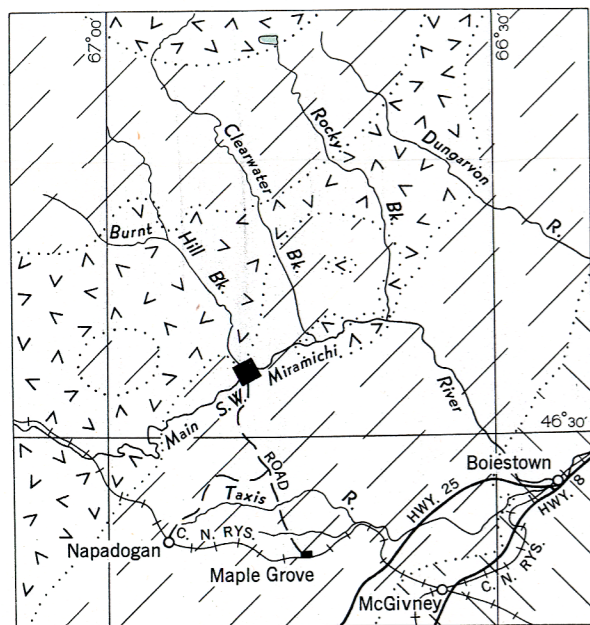 67°00'
66°30'
Clearwater Bk.
Rocky Bk.
Dungarvon R.
Burnt Hill Bk.
Main S.W. Miramichi River
46°30'
ROAD
Boiestown
HWY. 25
HWY. 8
Taxis R.
C. N. RYS.
Napadogan
Maple Grove
C. N. RYS.
McGivney